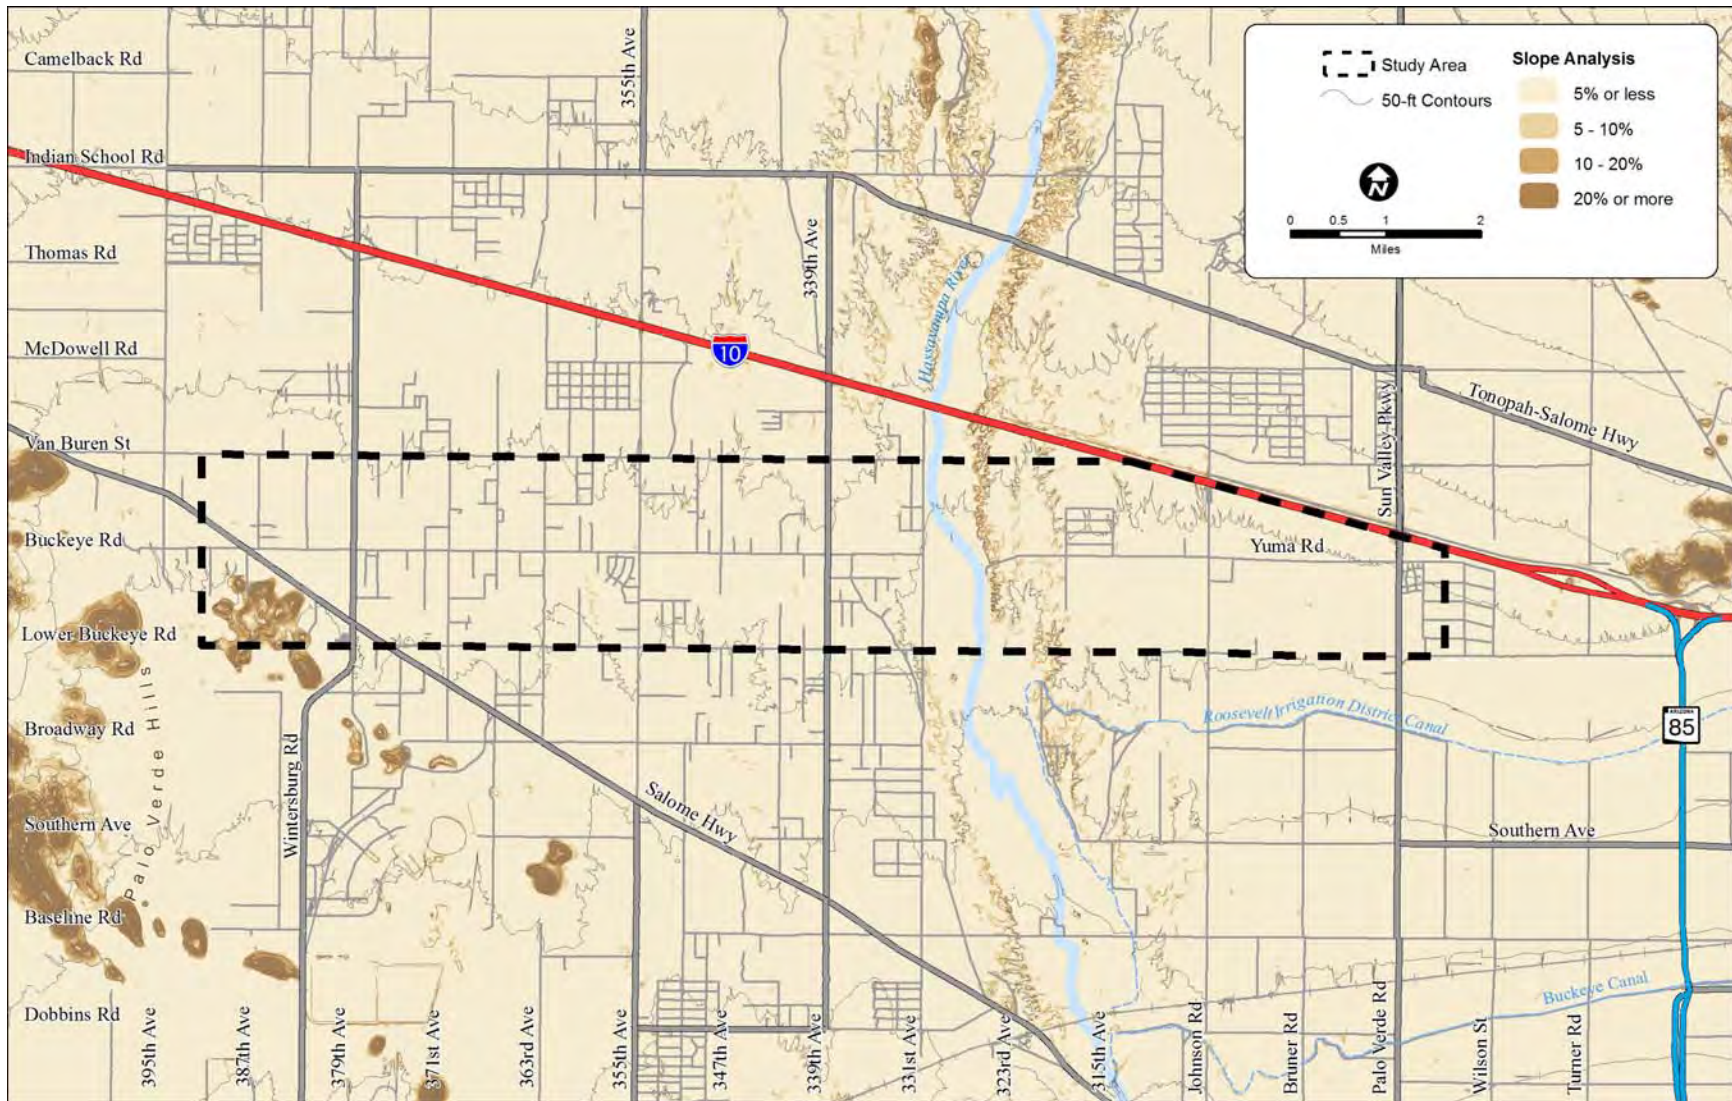 Camelback Rd
Indian School Rd
Thomas Rd
McDowell Rd
Van Buren St
Buckeye Rd
Lower Buckeye Rd
Broadway Rd
Southern Ave
Baseline Rd
Dobbins Rd
Palo Verde Hills
355th Ave
339th Ave
10
Hassayampa River
Study Area
50-ft Contours
Slope Analysis
5% or less
5 - 10%
10 - 20%
20% or more
N
0 0.5 1 2
Miles
Sun Valley Pkwy
Tonopah-Salome Hwy
Yuma Rd
Roosevelt Irrigation District Canal
ARIZONA
85
Wintersburg Rd
Salome Hwy
Southern Ave
Buckeye Canal
395th Ave
387th Ave
379th Ave
371st Ave
363rd Ave
355th Ave
347th Ave
339th Ave
331st Ave
323rd Ave
315th Ave
Johnson Rd
Bruner Rd
Palo Verde Rd
Wilson St
Turner Rd